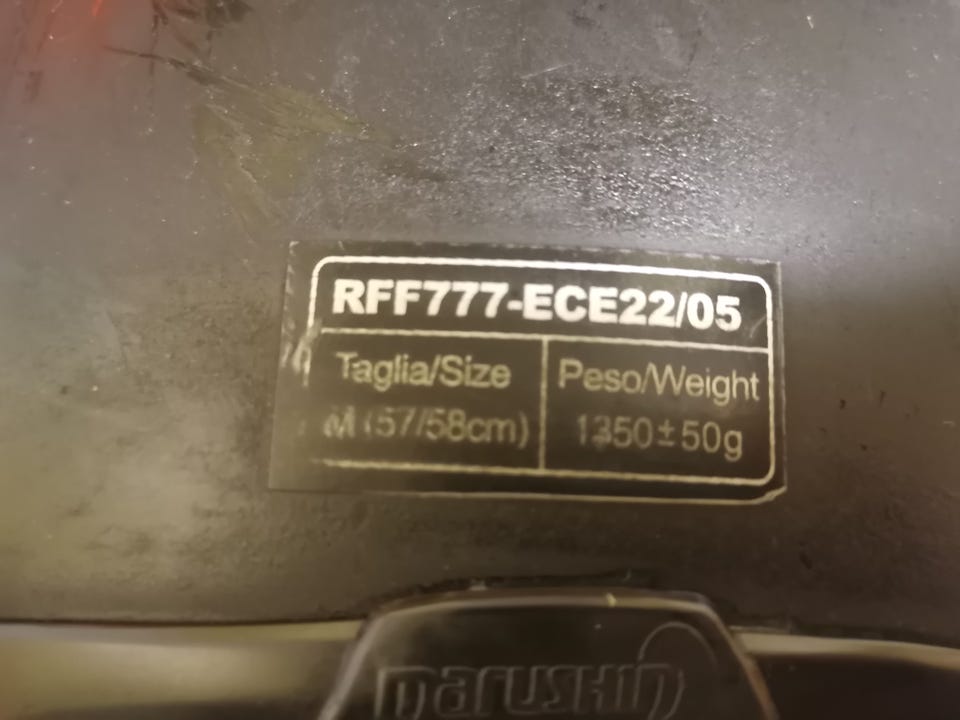 RFF777-ECE22/05
Taglia/Size Peso/Weight
M (57/58cm) 1350±50g
marushin